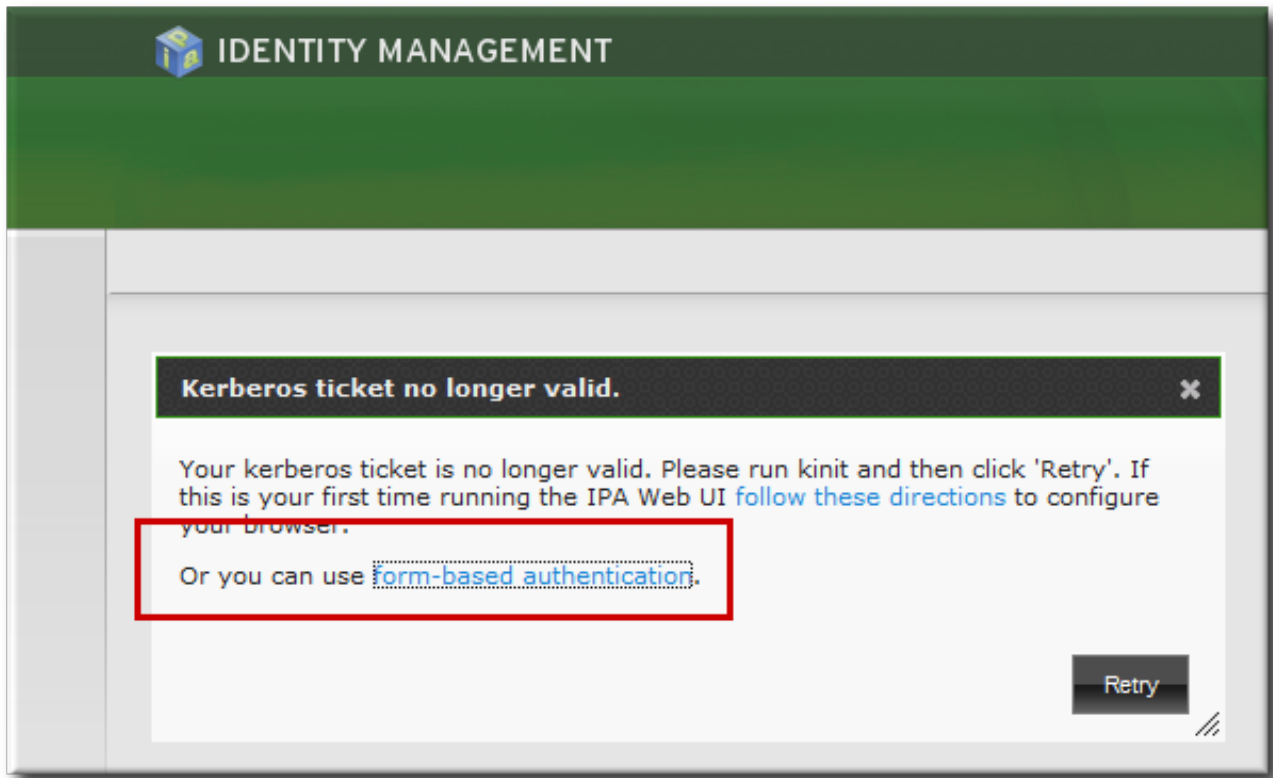 ipa IDENTITY MANAGEMENT
Kerberos ticket no longer valid.
Your kerberos ticket is no longer valid. Please run kinit and then click 'Retry'. If
this is your first time running the IPA Web UI follow these directions to configure
your browser.
Or you can use form-based authentication.
Retry